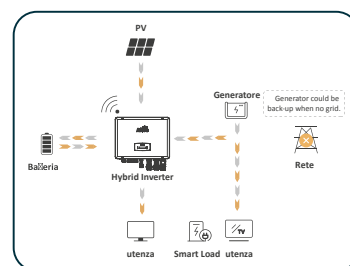 PV
Generatore
Generator could be
back-up when no grid.
Hybrid Inverter
Rete
utenza
Smart Load
utenza
TV